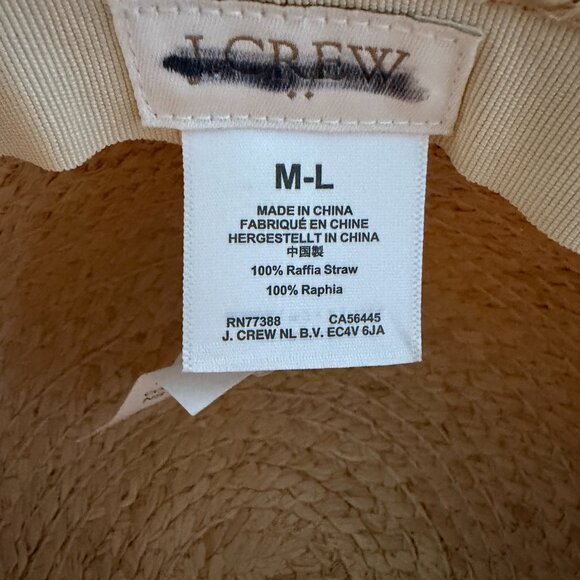 J.CREW
M-L
MADE IN CHINA
FABRIQUÉ EN CHINE
HERGESTELLT IN CHINA
中国製
100% Raffia Straw
100% Raphia
RN77388 CA56445
J. CREW NL B.V. EC4V 6JA